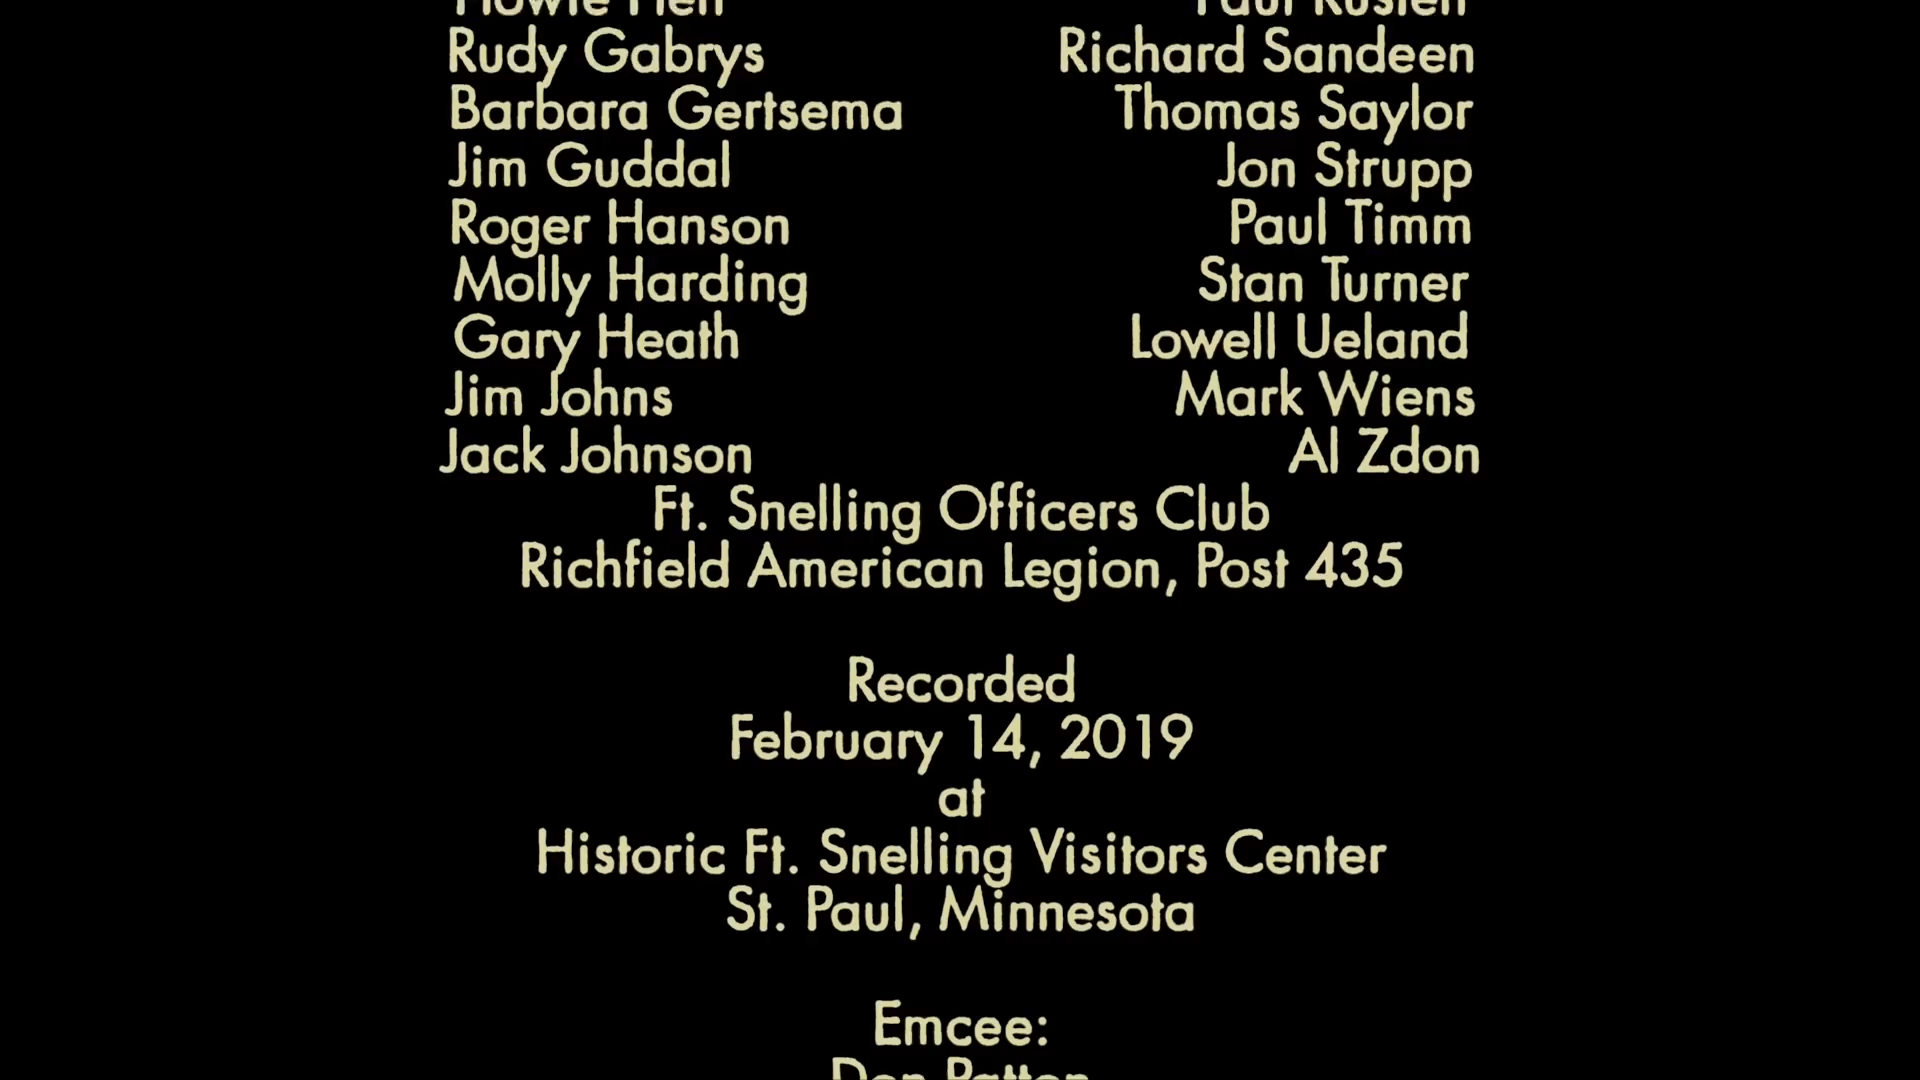 Rudy Gabrys Richard Sandeen
Barbara Gertsema Thomas Saylor
Jim Guddal Jon Strupp
Roger Hanson Paul Timm
Molly Harding Stan Turner
Gary Heath Lowell Ueland
Jim Johns Mark Wiens
Jack Johnson Al Zdon
Ft. Snelling Officers Club
Richfield American Legion, Post 435
Recorded
February 14, 2019
at
Historic Ft. Snelling Visitors Center
St. Paul, Minnesota
Emcee: